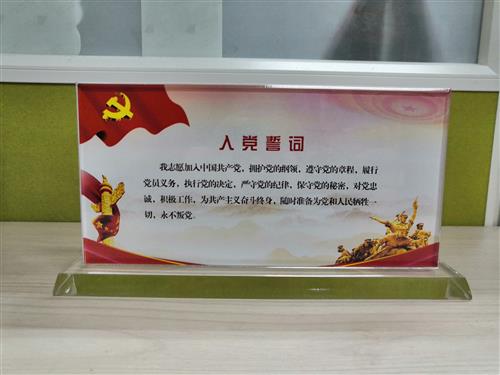 入党誓词
我志愿加入中国共产党，拥护党的纲领，遵守党的章程，履行
党员义务，执行党的决定，严守党的纪律，保守党的秘密，对党忠
诚，积极工作，为共产主义奋斗终身，随时准备为党和人民牺牲一
切，永不叛党。